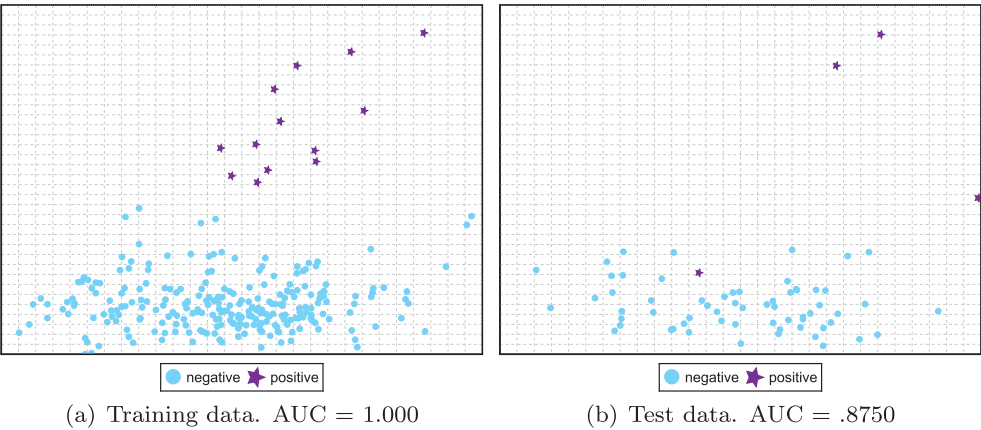 negative positive
(a) Training data. AUC = 1.000
negative positive
(b) Test data. AUC = .8750